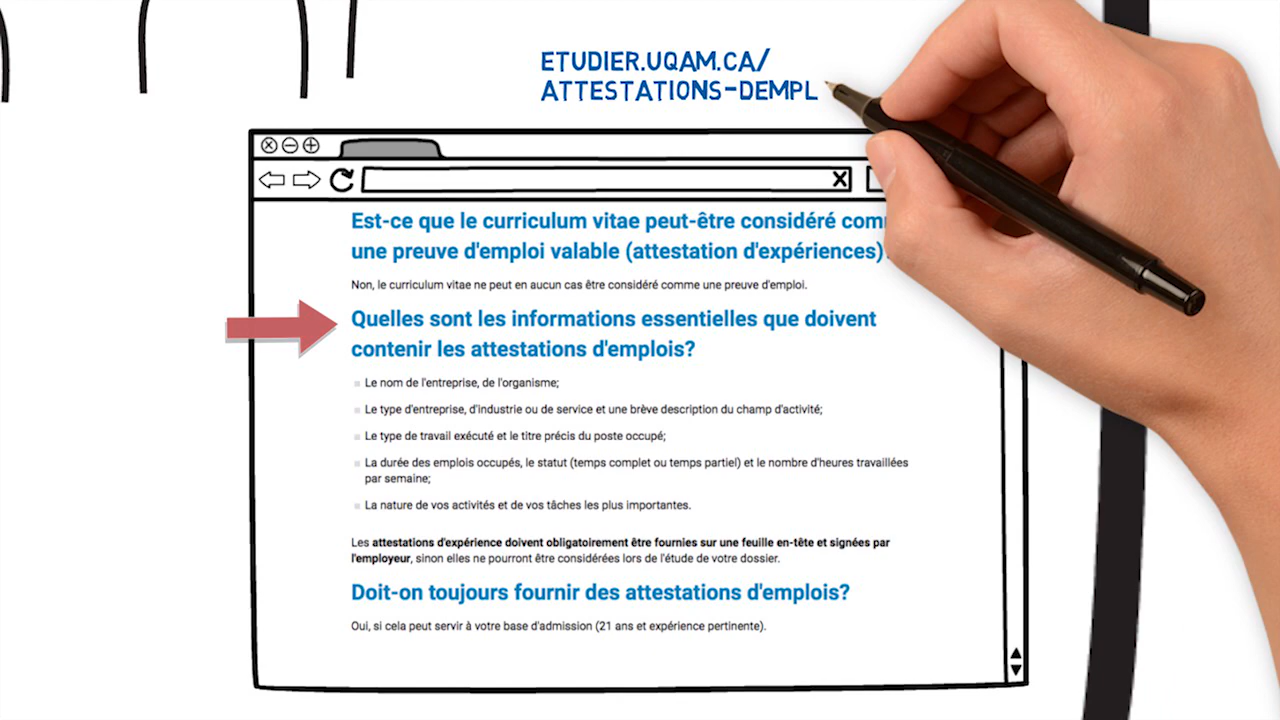 ETUDIER.UQAM.CA/
ATTESTATIONS-DEMPL
Est-ce que le curriculum vitae peut-être considéré
une preuve d'emploi valable (attestation d'expériences)
Non, le curriculum vitae ne peut en aucun cas être considéré comme une preuve d'emploi.
Quelles sont les informations essentielles que doivent
contenir les attestations d'emplois?
Le nom de l'entreprise, de l'organisme;
Le type d'entreprise, d'industrie ou de service et une brève description du champ d'activité;
Le type de travail exécuté et le titre précis du poste occupé;
La durée des emplois occupés, le statut (temps complet ou temps partiel) et le nombre d'heures travaillées
par semaine;
La nature de vos activités et de vos tâches les plus importantes.
Les attestations d'expérience doivent obligatoirement être fournies sur une feuille en-tête et signées par
l'employeur, sinon elles ne pourront être considérées lors de l'étude de votre dossier.
Doit-on toujours fournir des attestations d'emplois?
Oui, si cela peut servir à votre base d'admission (21 ans et expérience pertinente).